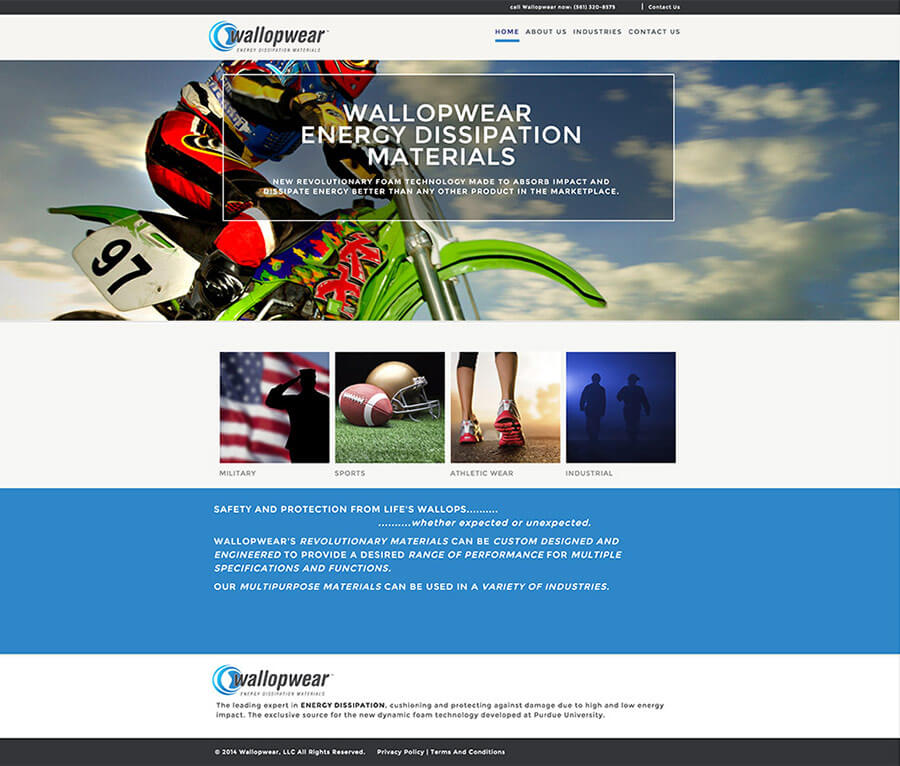 call Wallopwear now: (561) 320-8575 | Contact Us
wallopwear™
ENERGY DISSIPATION MATERIALS
HOME ABOUT US INDUSTRIES CONTACT US
WALLOPWEAR
ENERGY DISSIPATION
MATERIALS
NEW REVOLUTIONARY FOAM TECHNOLOGY MADE TO ABSORB IMPACT AND
DISSIPATE ENERGY BETTER THAN ANY OTHER PRODUCT IN THE MARKETPLACE.
97
MILITARY SPORTS ATHLETIC WEAR INDUSTRIAL
SAFETY AND PROTECTION FROM LIFE'S WALLOPS..........
..........whether expected or unexpected.
WALLOPWEAR'S REVOLUTIONARY MATERIALS CAN BE CUSTOM DESIGNED AND
ENGINEERED TO PROVIDE A DESIRED RANGE OF PERFORMANCE FOR MULTIPLE
SPECIFICATIONS AND FUNCTIONS.
OUR MULTIPURPOSE MATERIALS CAN BE USED IN A VARIETY OF INDUSTRIES.
wallopwear™
ENERGY DISSIPATION MATERIALS
The leading expert in ENERGY DISSIPATION, cushioning and protecting against damage due to high and low energy
impact. The exclusive source for the new dynamic foam technology developed at Purdue University.
© 2014 Wallopwear, LLC All Rights Reserved. Privacy Policy | Terms And Conditions